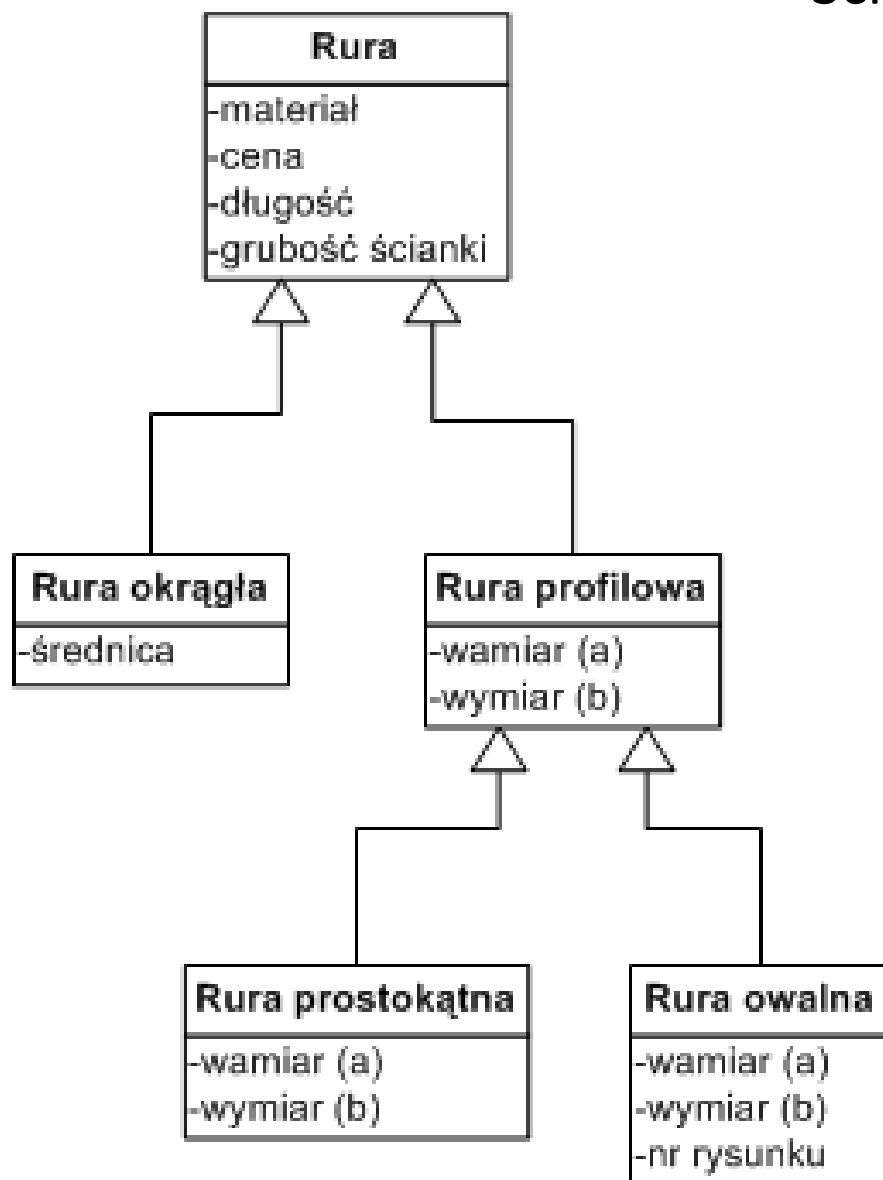 Rura
-materiał
-cena
-długość
-grubość ścianki
Rura okrągła
-średnica
Rura profilowa
-wamiar (a)
-wymiar (b)
Rura prostokątna
-wamiar (a)
-wymiar (b)
Rura owalna
-wamiar (a)
-wymiar (b)
-nr rysunku